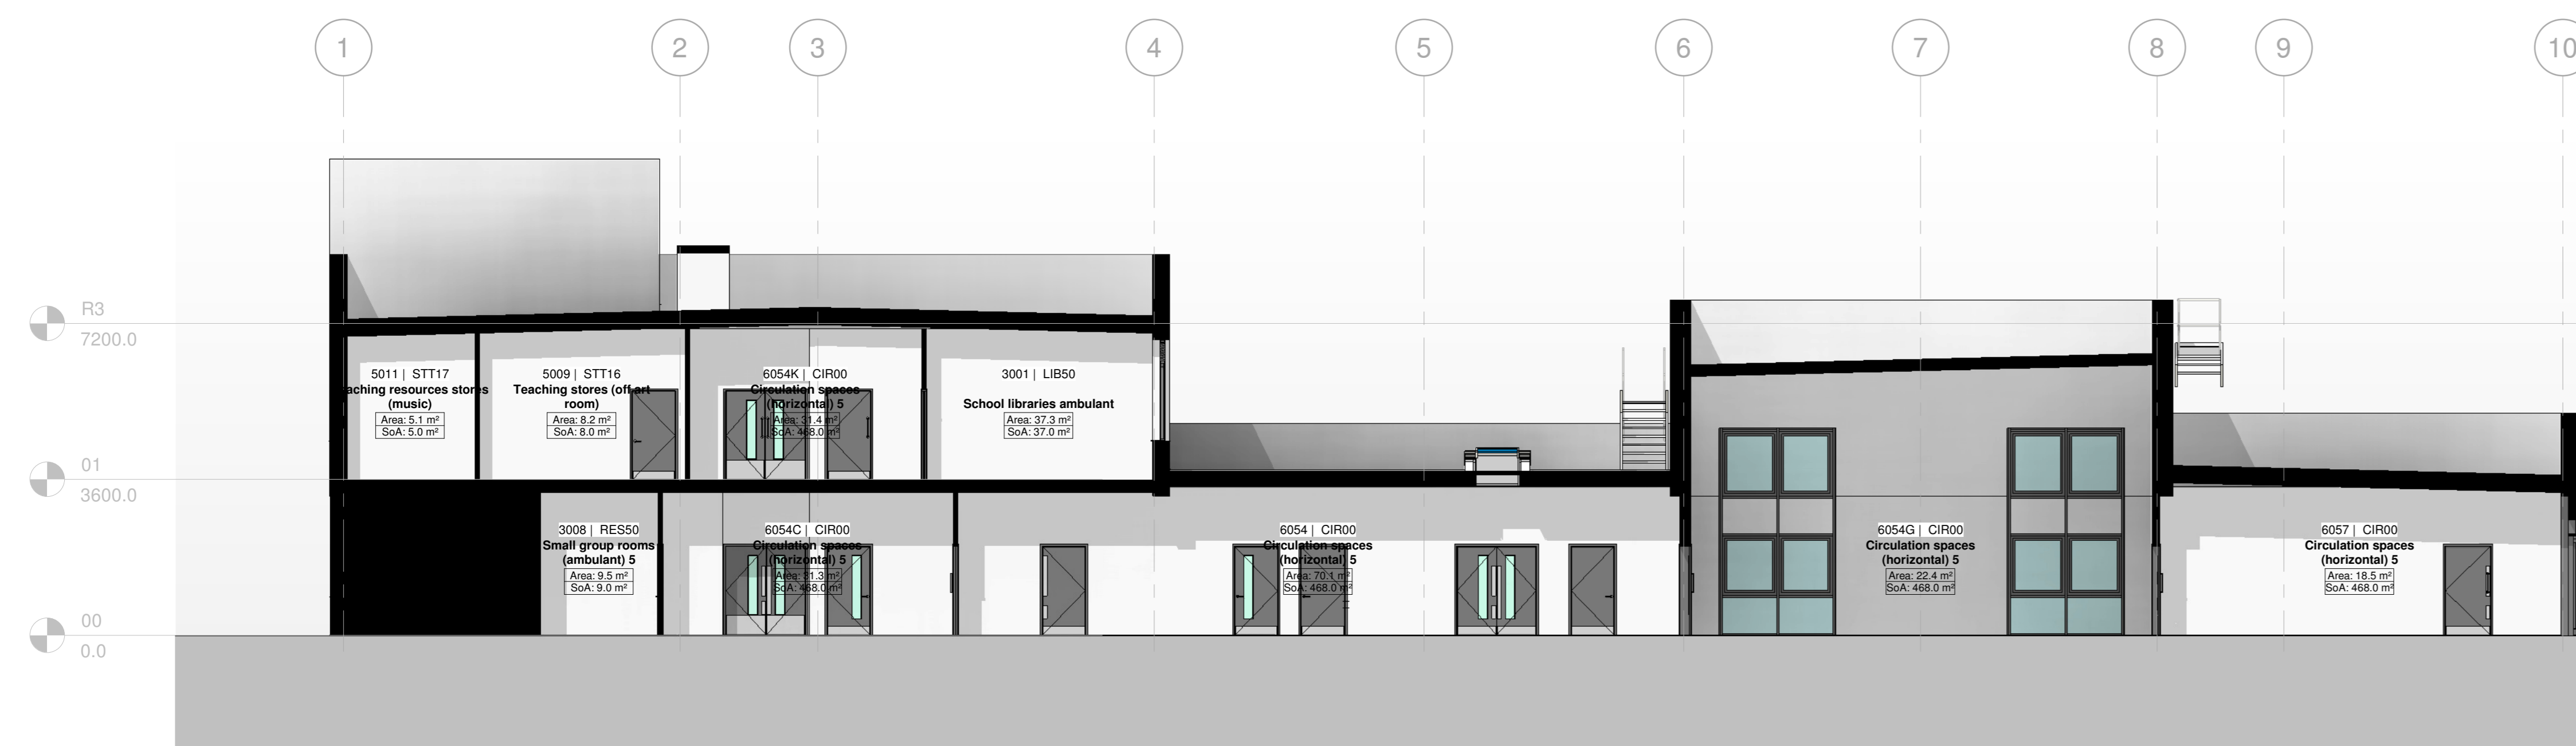 1
2
3
4
5
6
7
8
9
10
R3
7200.0
5011 | STT17
aching resources stores
(music)
Area: 5.1 m²
SoA: 5.0 m²
5009 | STT16
Teaching stores (off art
room)
Area: 8.2 m²
SoA: 8.0 m²
6054K | CIR00
Circulation spaces
(horizontal) 5
Area: 31.4 m²
SoA: 468.0 m²
3001 | LIB50
School libraries ambulant
Area: 37.3 m²
SoA: 37.0 m²
01
3600.0
3008 | RES50
Small group rooms
(ambulant) 5
Area: 9.5 m²
SoA: 9.0 m²
6054C | CIR00
Circulation spaces
(horizontal) 5
Area: 31.3 m²
SoA: 468.0 m²
6054 | CIR00
Circulation spaces
(horizontal) 5
Area: 70.1 m²
SoA: 468.0 m²
6054G | CIR00
Circulation spaces
(horizontal) 5
Area: 22.4 m²
SoA: 468.0 m²
6057 | CIR00
Circulation spaces
(horizontal) 5
Area: 18.5 m²
SoA: 468.0 m²
00
0.0